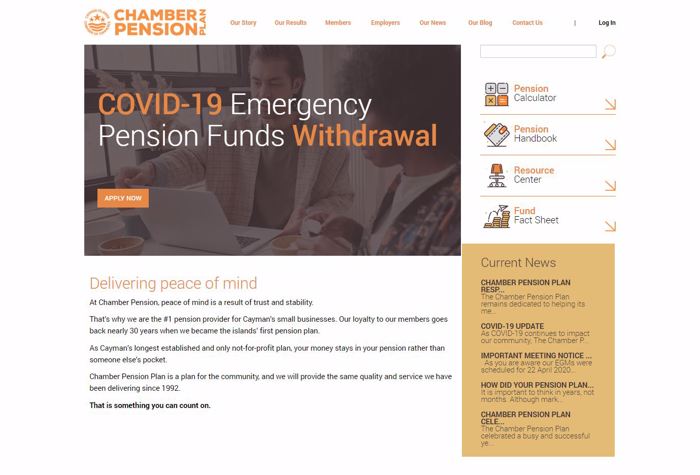 CHAMBER
PENSION
PLAN
Our Story Our Results Members Employers Our News Our Blog Contact Us | Log In
COVID-19 Emergency
Pension Funds Withdrawal
APPLY NOW
Pension
Calculator
Pension
Handbook
Resource
Center
Fund
Fact Sheet
Delivering peace of mind
At Chamber Pension, peace of mind is a result of trust and stability.
That's why we are the #1 pension provider for Cayman's small businesses. Our loyalty to our members goes
back nearly 30 years when we became the islands' first pension plan.
As Cayman's longest established and only not-for-profit plan, your money stays in your pension rather than
someone else's pocket.
Chamber Pension Plan is a plan for the community, and we will provide the same quality and service we have
been delivering since 1992.
That is something you can count on.
Current News
CHAMBER PENSION PLAN
RESP...
The Chamber Pension Plan
remains dedicated to helping its
me...
COVID-19 UPDATE
As COVID-19 continues to impact
our community, The Chamber P...
IMPORTANT MEETING NOTICE ...
As you are aware our EGMs were
scheduled for 22 April 2020...
HOW DID YOUR PENSION PLAN...
It is important to think in years, not
months. Although mark...
CHAMBER PENSION PLAN
CELE...
The Chamber Pension Plan
celebrated a busy and successful
ye...